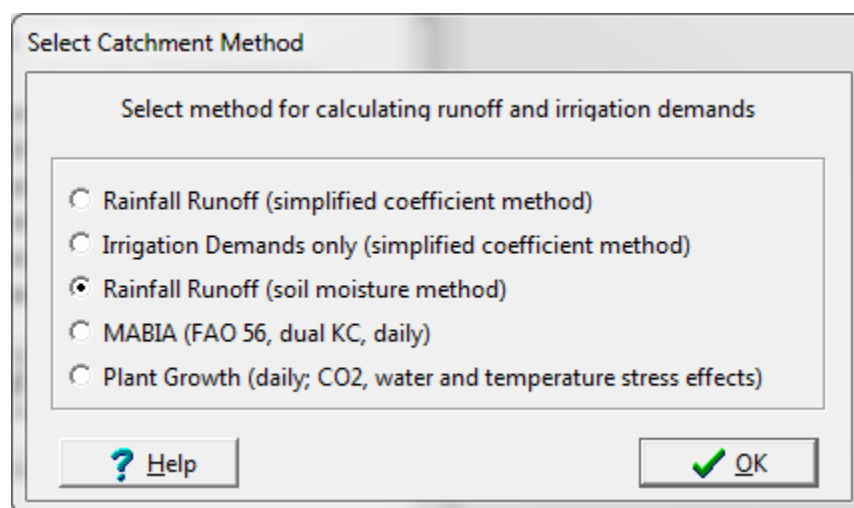 Select Catchment Method
Select method for calculating runoff and irrigation demands
Rainfall Runoff (simplified coefficient method)
Irrigation Demands only (simplified coefficient method)
Rainfall Runoff (soil moisture method)
MABIA (FAO 56, dual KC, daily)
Plant Growth (daily; CO2, water and temperature stress effects)
? Help
OK